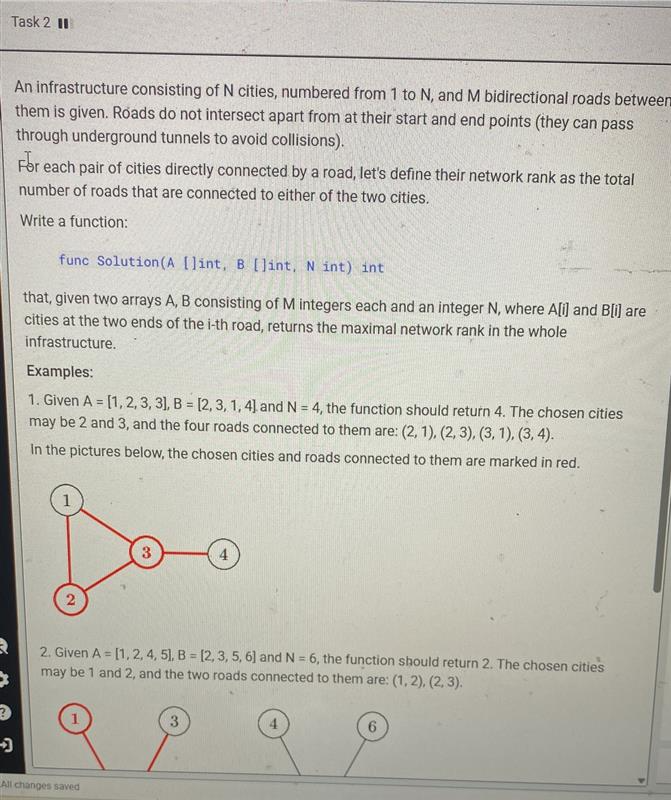 Task 2
An infrastructure consisting of N cities, numbered from 1 to N, and M bidirectional roads between
them is given. Roads do not intersect apart from at their start and end points (they can pass
through underground tunnels to avoid collisions).
For each pair of cities directly connected by a road, let's define their network rank as the total
number of roads that are connected to either of the two cities.
Write a function:
func Solution(A []int, B []int, N int) int
that, given two arrays A, B consisting of M integers each and an integer N, where A[i] and B[i] are
cities at the two ends of the i-th road, returns the maximal network rank in the whole
infrastructure.
Examples:
1. Given A = [1, 2, 3, 3], B = [2, 3, 1, 4] and N = 4, the function should return 4. The chosen cities
may be 2 and 3, and the four roads connected to them are: (2, 1), (2, 3), (3, 1), (3, 4).
In the pictures below, the chosen cities and roads connected to them are marked in red.
1
3 4
2
2. Given A = [1, 2, 4, 5], B = [2, 3, 5, 6] and N = 6, the function should return 2. The chosen cities
may be 1 and 2, and the two roads connected to them are: (1, 2), (2, 3).
1 3 4 6
?
All changes saved